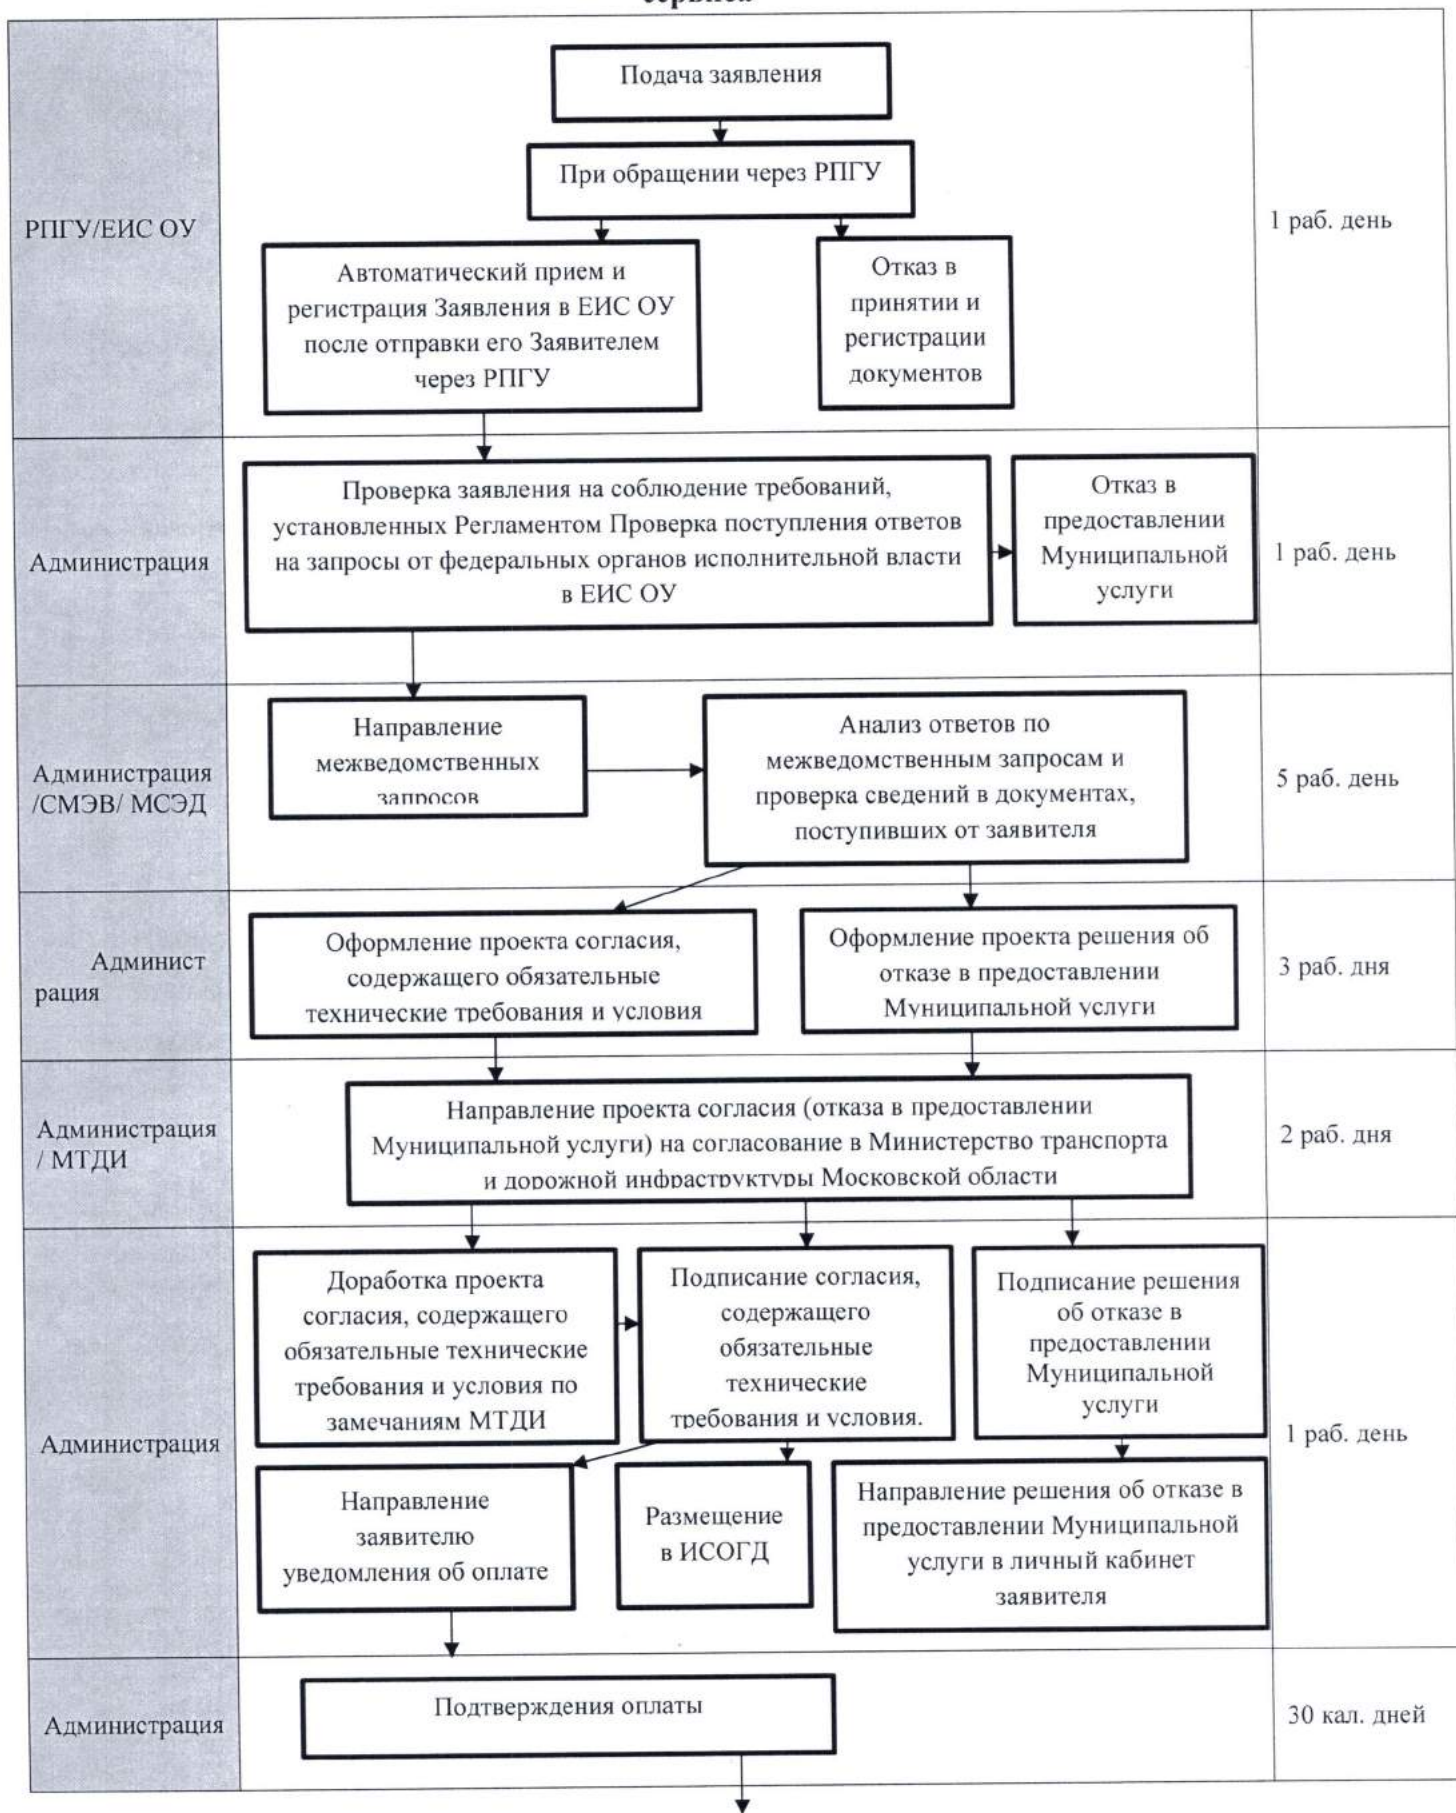 сервиса
Подача заявления
При обращении через РПГУ
РПГУ/ЕИС ОУ
1 раб. день
Автоматический прием и
регистрация Заявления в ЕИС ОУ
после отправки его Заявителем
через РПГУ
Отказ в
принятии и
регистрации
документов
Администрация
Проверка заявления на соблюдение требований,
установленных Регламентом Проверка поступления ответов
на запросы от федеральных органов исполнительной власти
в ЕИС ОУ
Отказ в
предоставлении
Муниципальной
услуги
1 раб. день
Администрация
/СМЭВ/ МСЭД
Направление
межведомственных
запросов
Анализ ответов по
межведомственным запросам и
проверка сведений в документах,
поступивших от заявителя
5 раб. день
Админист
рация
Оформление проекта согласия,
содержащего обязательные
технические требования и условия
Оформление проекта решения об
отказе в предоставлении
Муниципальной услуги
3 раб. дня
Администрация
/ МТДИ
Направление проекта согласия (отказа в предоставлении
Муниципальной услуги) на согласование в Министерство транспорта
и дорожной инфраструктуры Московской области
2 раб. дня
Администрация
Доработка проекта
согласия, содержащего
обязательные технические
требования и условия по
замечаниям МТДИ
Подписание согласия,
содержащего
обязательные
технические
требования и условия.
Подписание решения
об отказе в
предоставлении
Муниципальной
услуги
1 раб. день
Направление
заявителю
уведомления об оплате
Размещение
в ИСОГД
Направление решения об отказе в
предоставлении Муниципальной
услуги в личный кабинет
заявителя
Администрация
Подтверждения оплаты
30 кал. дней